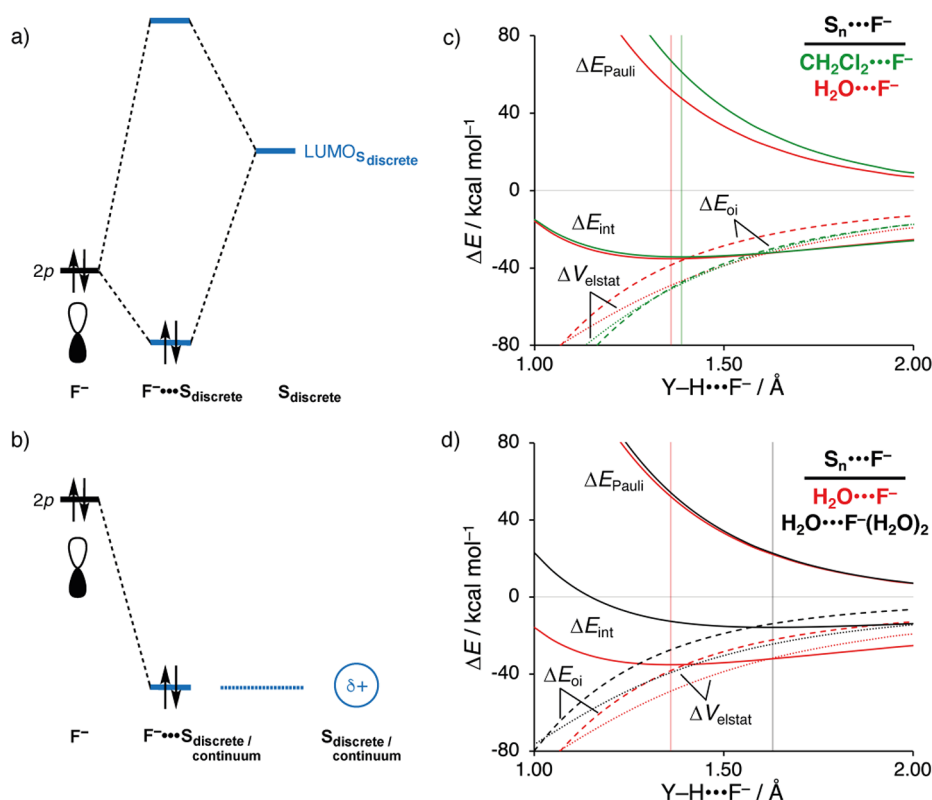 a)
LUMO_Sdiscrete
2p
F⁻
F⁻•••S_discrete
S_discrete
b)
2p
δ+
F⁻
F⁻•••S_discrete / continuum
S_discrete / continuum
c)
S_n•••F⁻
CH₂Cl₂•••F⁻
H₂O•••F⁻
80
ΔE_Pauli
40
ΔE / kcal mol⁻¹
0
ΔE_oi
ΔE_int
-40
ΔV_elstat
-80
1.00
1.50
2.00
Y–H•••F⁻ / Å
d)
S_n•••F⁻
H₂O•••F⁻
H₂O•••F⁻(H₂O)₂
80
ΔE_Pauli
40
ΔE / kcal mol⁻¹
0
ΔE_int
-40
ΔE_oi
ΔV_elstat
-80
1.00
1.50
2.00
Y–H•••F⁻ / Å